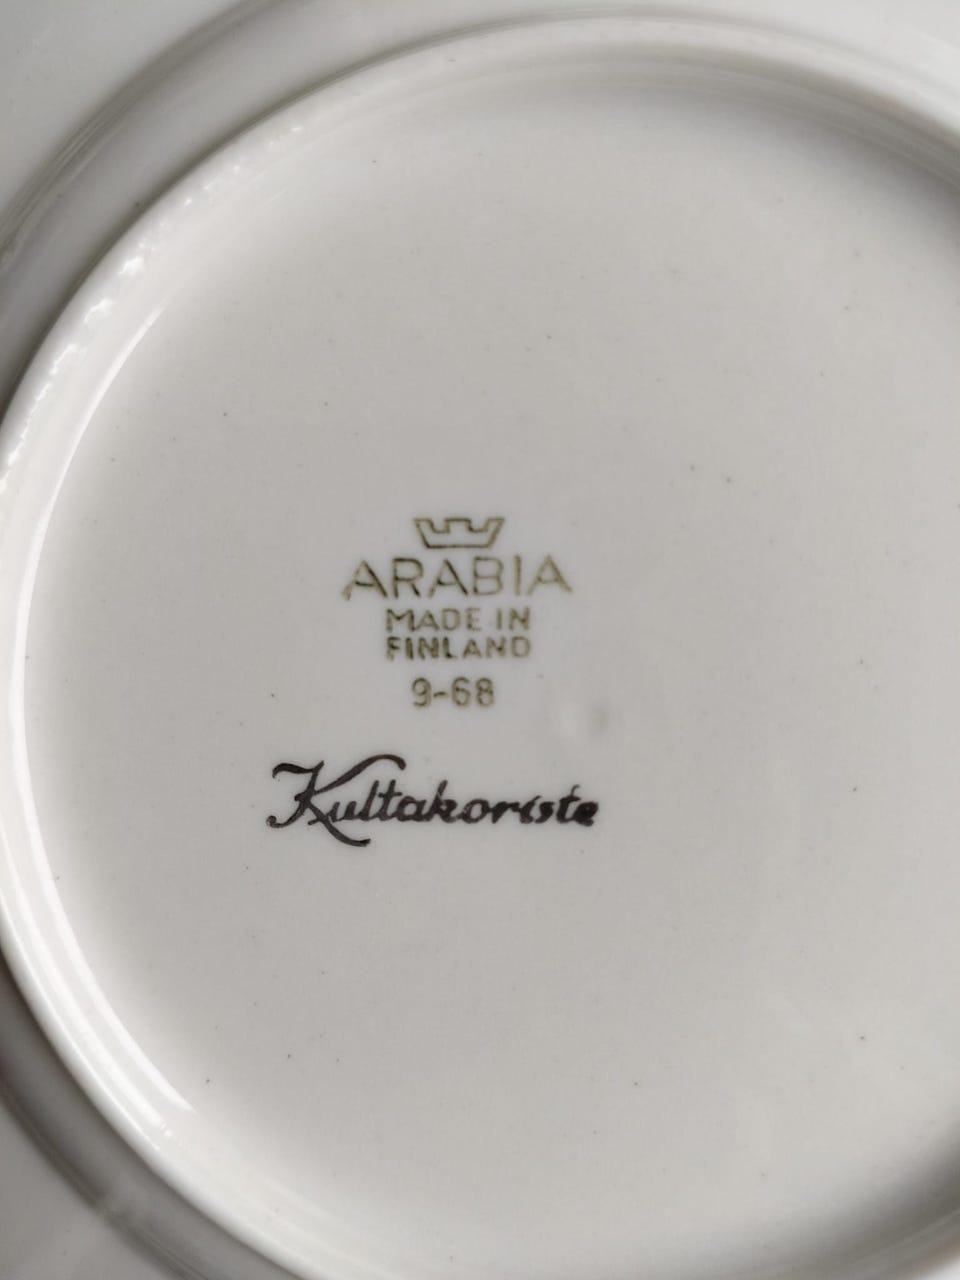 ARABIA
MADE IN
FINLAND
9-68
Kultakoriste